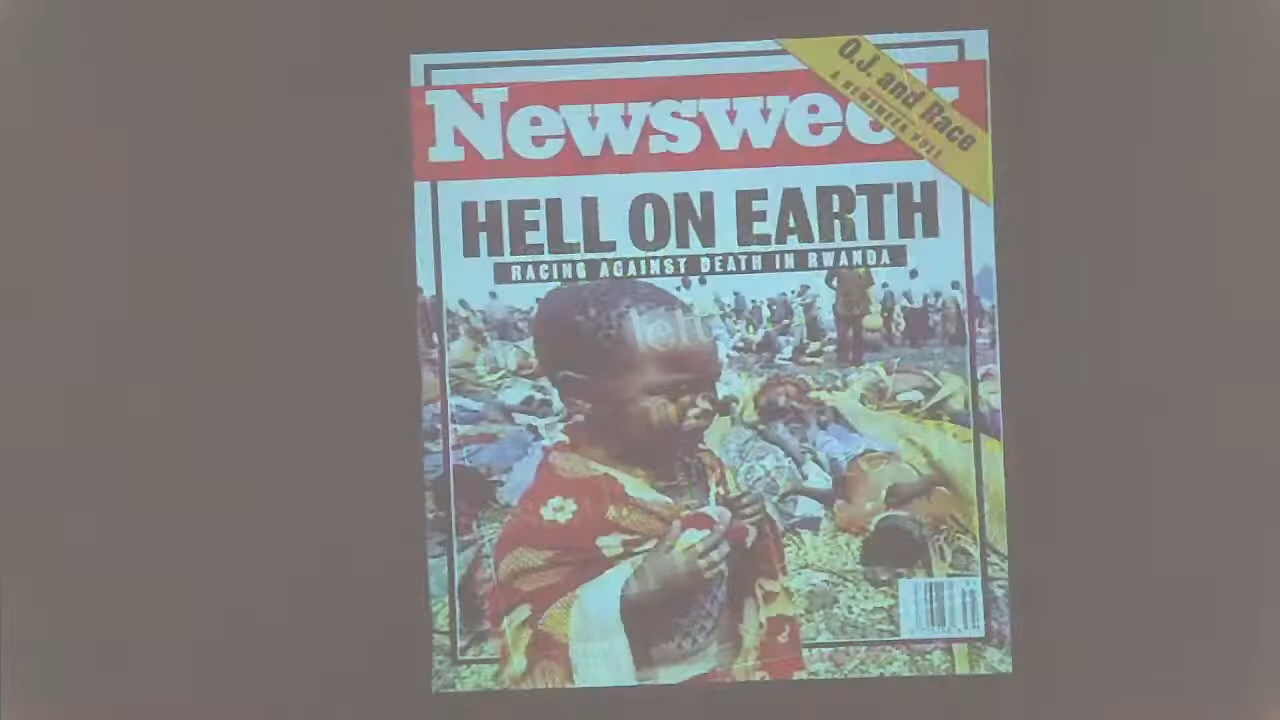 O.J. and Race
A NEWSWEEK POLL
Newsweek
HELL ON EARTH
RACING AGAINST DEATH IN RWANDA